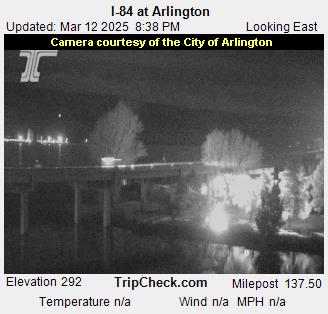 I-84 at Arlington
Updated: Mar 12 2025 8:38 PM Looking East
Camera courtesy of the City of Arlington
Elevation 292 TripCheck.com Milepost 137.50
Temperature n/a Wind n/a MPH n/a